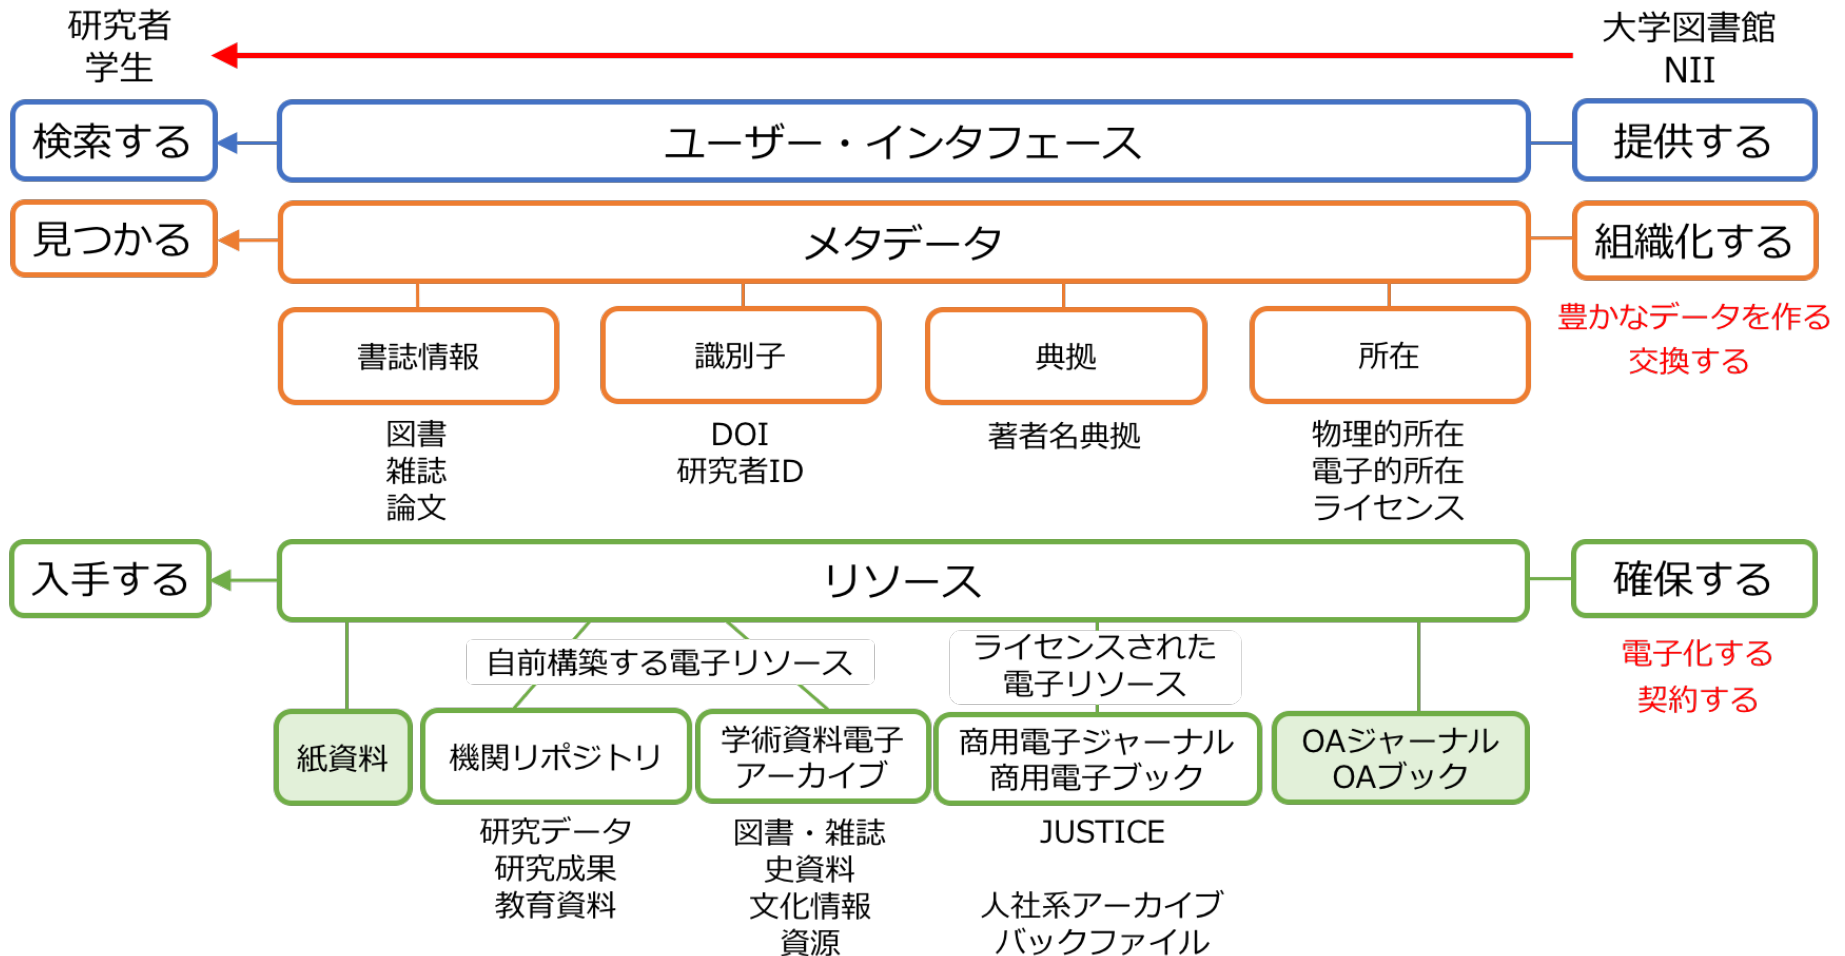 研究者
学生
大学図書館
NII
検索する
ユーザー・インタフェース
提供する
見つかる
メタデータ
組織化する
豊かなデータを作る
交換する
書誌情報
識別子
典拠
所在
図書
雑誌
論文
DOI
研究者ID
著者名典拠
物理的所在
電子的所在
ライセンス
入手する
リソース
確保する
電子化する
契約する
自前構築する電子リソース
ライセンスされた
電子リソース
紙資料
機関リポジトリ
学術資料電子
アーカイブ
商用電子ジャーナル
商用電子ブック
OAジャーナル
OAブック
研究データ
研究成果
教育資料
図書・雑誌
史資料
文化情報
資源
JUSTICE
人社系アーカイブ
バックファイル